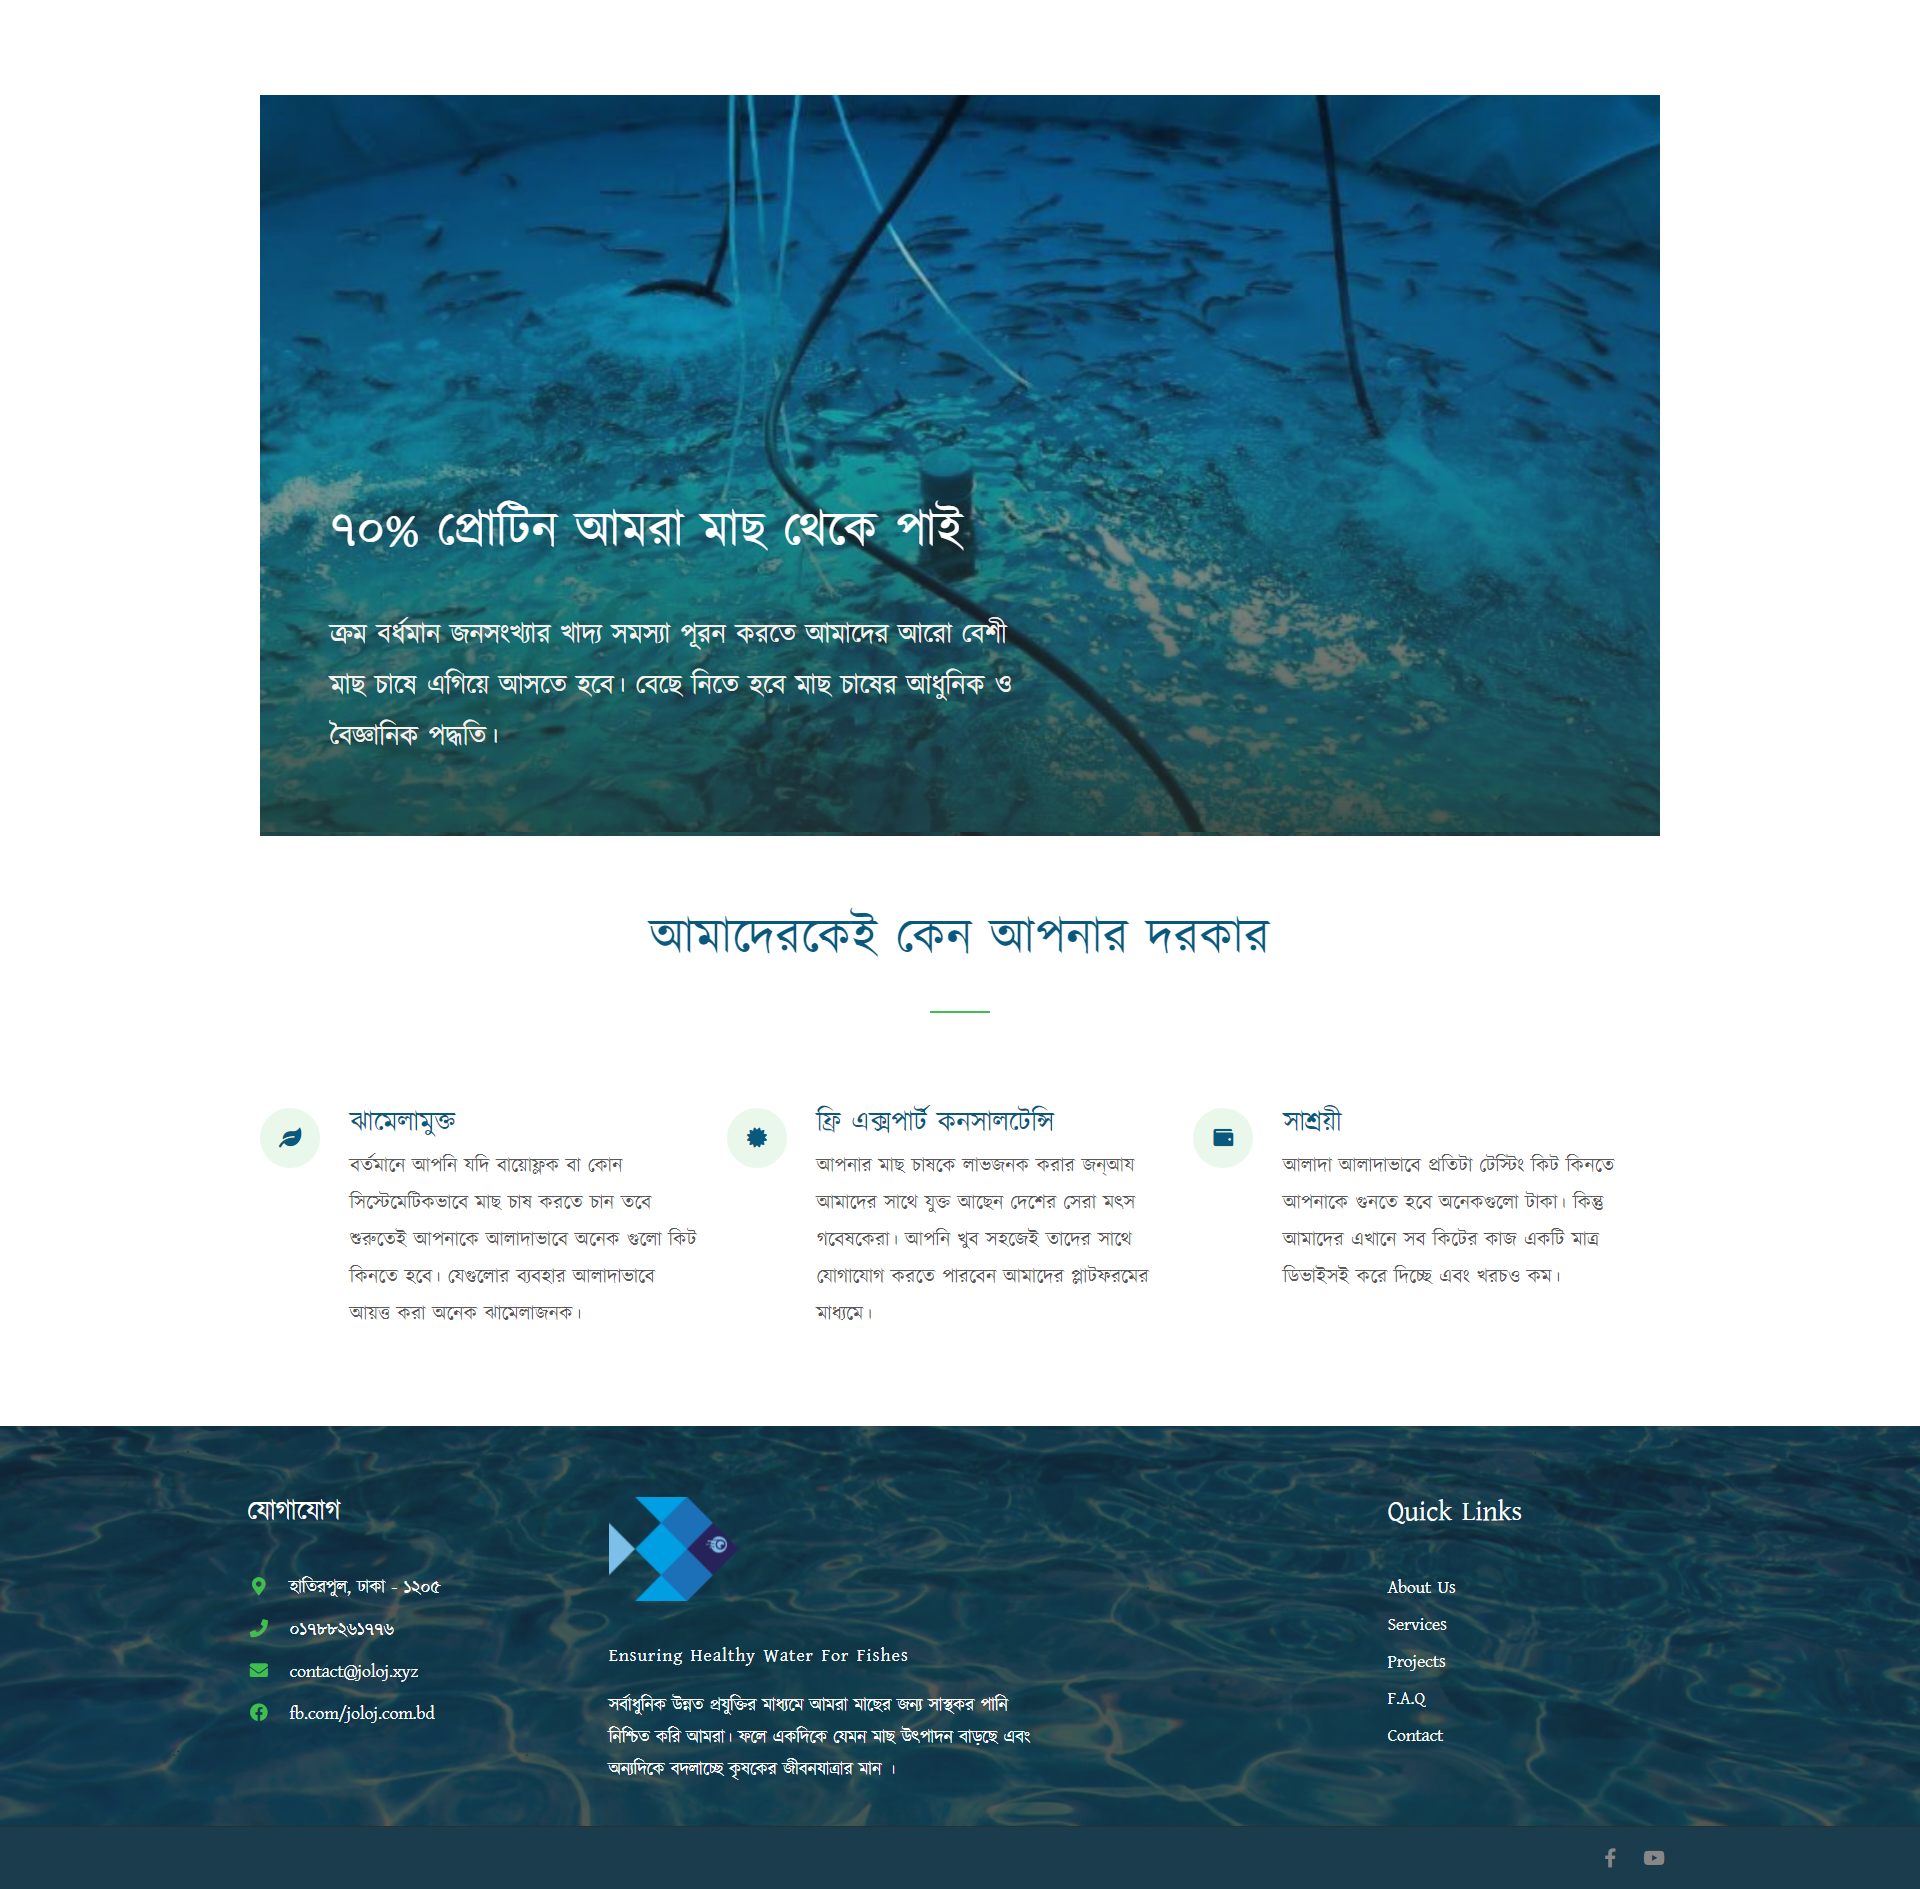 ৭০% প্রোটিন আমরা মাছ থেকে পাই
ক্রম বর্ধমান জনসংখ্যার খাদ্য সমস্যা পূরন করতে আমাদের আরো বেশী
মাছ চাষে এগিয়ে আসতে হবে। বেছে নিতে হবে মাছ চাষের আধুনিক ও
বৈজ্ঞানিক পদ্ধতি।
আমাদেরকেই কেন আপনার দরকার
ঝামেলামুক্ত
বর্তমানে আপনি যদি বায়োফ্লক বা কোন
সিস্টেমেটিকভাবে মাছ চাষ করতে চান তবে
শুরুতেই আপনাকে আলাদাভাবে অনেক গুলো কিট
কিনতে হবে। যেগুলোর ব্যবহার আলাদাভাবে
আয়ত্ত করা অনেক ঝামেলাজনক।
ফ্রি এক্সপার্ট কনসালটেন্সি
আপনার মাছ চাষকে লাভজনক করার জন্আয
আমাদের সাথে যুক্ত আছেন দেশের সেরা মৎস
গবেষকেরা। আপনি খুব সহজেই তাদের সাথে
যোগাযোগ করতে পারবেন আমাদের প্লাটফরমের
মাধ্যমে।
সাশ্রয়ী
আলাদা আলাদাভাবে প্রতিটা টেস্টিং কিট কিনতে
আপনাকে গুনতে হবে অনেকগুলো টাকা। কিন্তু
আমাদের এখানে সব কিটের কাজ একটি মাত্র
ডিভাইসই করে দিচ্ছে এবং খরচও কম।
যোগাযোগ
হাতিরপুল, ঢাকা - ১২০৫
০১৭৮৮২৬১৭৭৬
contact@joloj.xyz
fb.com/joloj.com.bd
Ensuring Healthy Water For Fishes
সর্বাধুনিক উন্নত প্রযুক্তির মাধ্যমে আমরা মাছের জন্য সাস্থকর পানি
নিশ্চিত করি আমরা। ফলে একদিকে যেমন মাছ উৎপাদন বাড়ছে এবং
অন্যদিকে বদলাচ্ছে কৃষকের জীবনযাত্রার মান ।
Quick Links
About Us
Services
Projects
F.A.Q
Contact